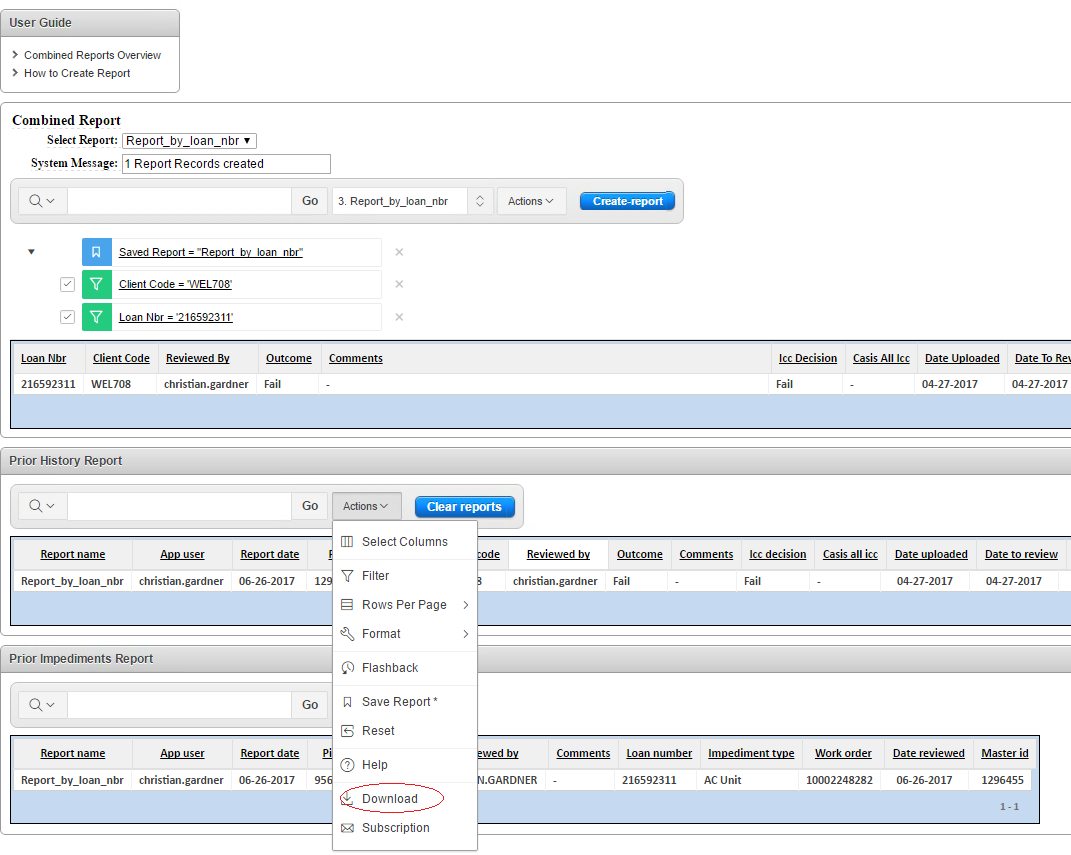 User Guide
Combined Reports Overview
How to Create Report
Combined Report
Select Report: Report_by_loan_nbr
System Message: 1 Report Records created
Go 3. Report_by_loan_nbr Actions Create-report
Saved Report = "Report_by_loan_nbr"
Client Code = 'WEL708'
Loan Nbr = '216592311'
Loan Nbr Client Code Reviewed By Outcome Comments Icc Decision Casis All Icc Date Uploaded Date To Rev
216592311 WEL708 christian.gardner Fail - Fail - 04-27-2017 04-27-2017
Prior History Report
Go Actions Clear reports
Report name App user Report date code Reviewed by Outcome Comments Icc decision Casis all icc Date uploaded Date to review
Report_by_loan_nbr christian.gardner 06-26-2017 129 8 christian.gardner Fail - Fail - 04-27-2017 04-27-2017
Select Columns
Filter
Rows Per Page
Format
Flashback
Save Report *
Reset
Help
Download
Subscription
Prior Impediments Report
Go
Report name App user Report date Pi ewed by Comments Loan number Impediment type Work order Date reviewed Master id
Report_by_loan_nbr christian.gardner 06-26-2017 956 N.GARDNER - 216592311 AC Unit 10002248282 06-26-2017 1296455
1 - 1